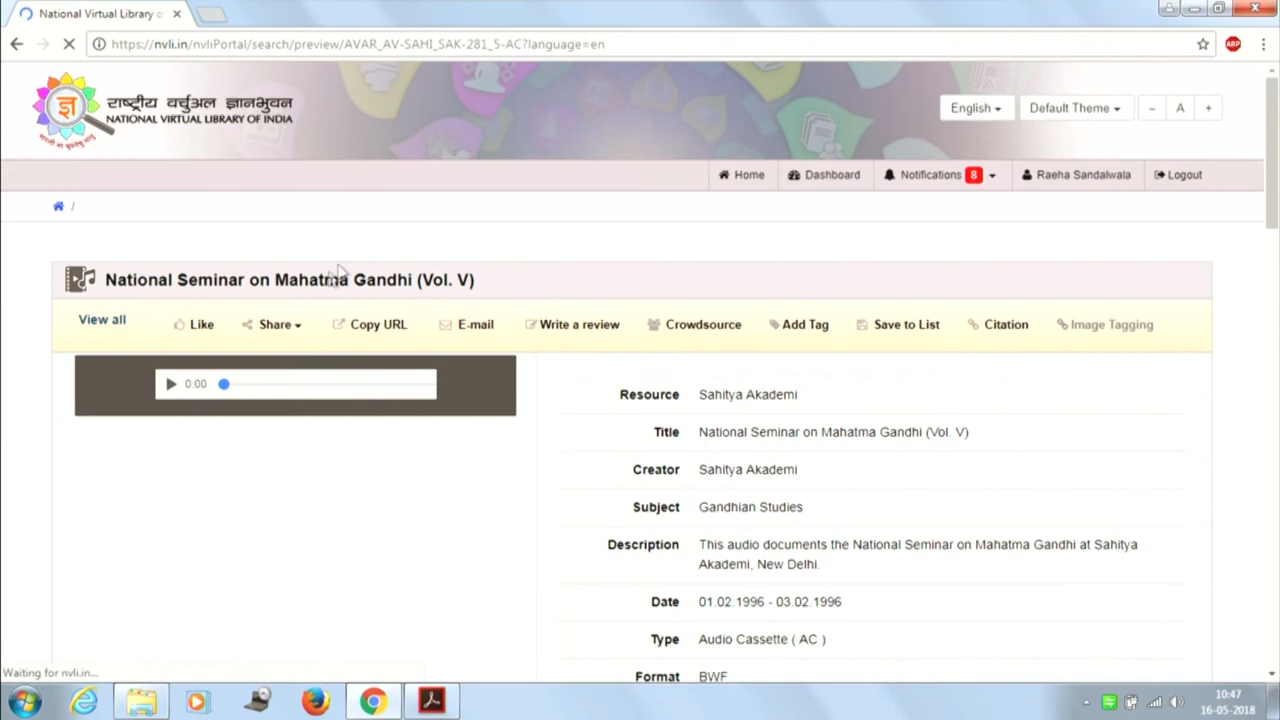 National Virtual Library o
https://nvli.in/nvliPortal/search/preview/AVAR_AV-SAHI_SAK-281_5-AC?language=en
ABP
ज्ञ
राष्ट्रीय वर्चुअल ज्ञानभुवन
NATIONAL VIRTUAL LIBRARY OF INDIA
English
Default Theme
– A +
Home
Dashboard
Notifications 8
Raeha Sandalwala
Logout
/
National Seminar on Mahatma Gandhi (Vol. V)
View all
Like
Share
Copy URL
E-mail
Write a review
Crowdsource
Add Tag
Save to List
Citation
Image Tagging
0:00
Resource Sahitya Akademi
Title National Seminar on Mahatma Gandhi (Vol. V)
Creator Sahitya Akademi
Subject Gandhian Studies
Description This audio documents the National Seminar on Mahatma Gandhi at Sahitya
Akademi, New Delhi.
Date 01.02.1996 - 03.02.1996
Type Audio Cassette ( AC )
Format BWF
Waiting for nvli.in...
10:47
16-05-2018